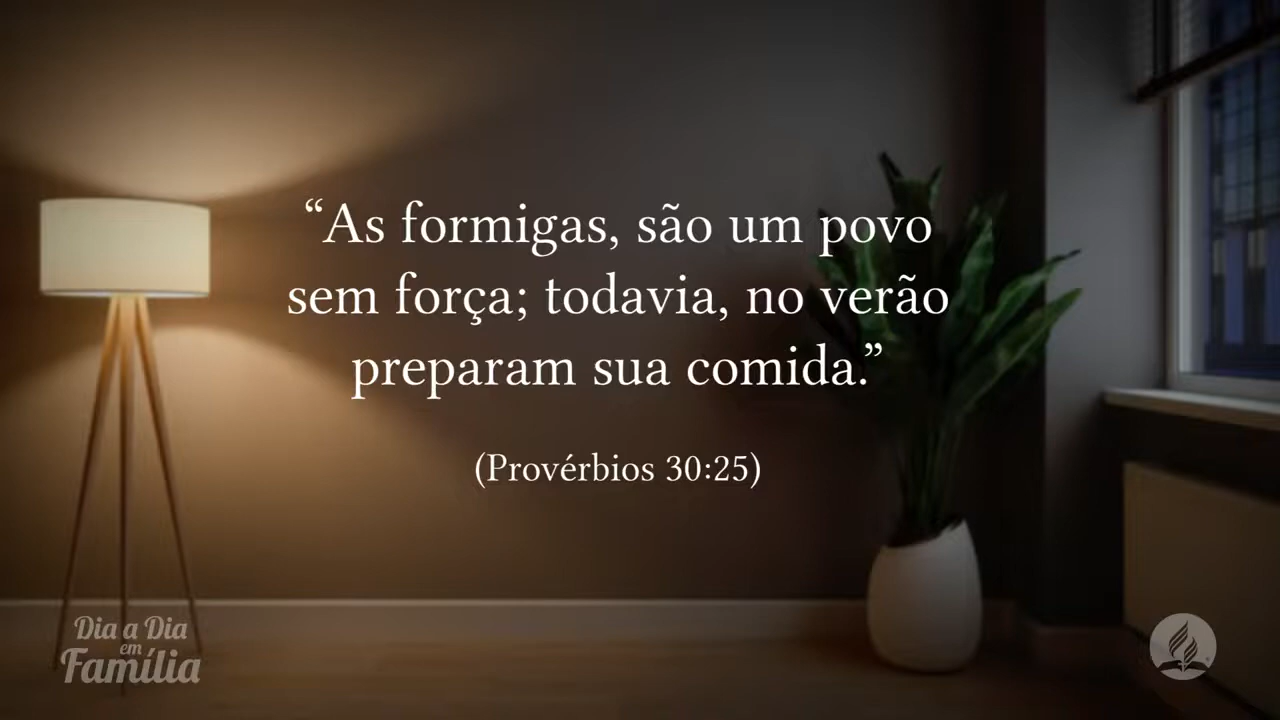 “As formigas, são um povo
sem força; todavia, no verão
preparam sua comida.”
(Provérbios 30:25)
Dia a Dia
em
Família